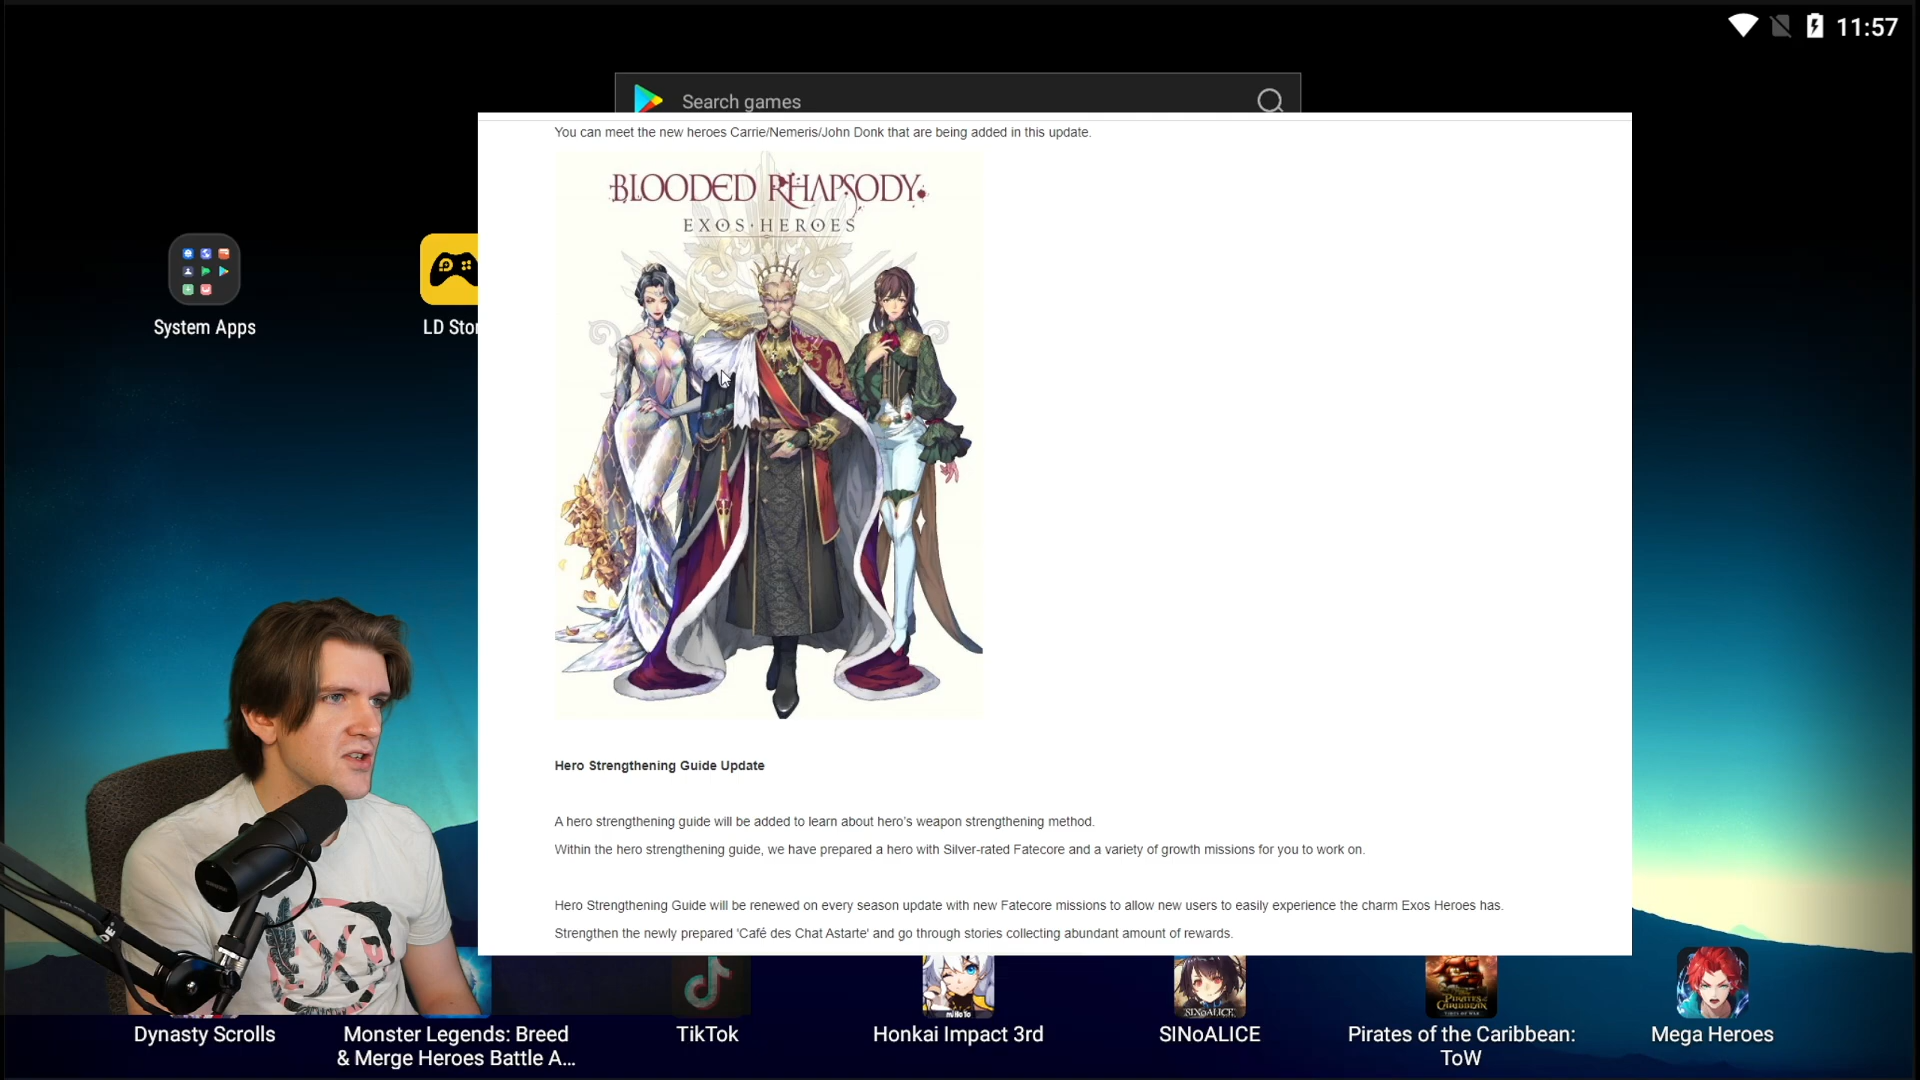 11:57
Search games
You can meet the new heroes Carrie/Nemeris/John Donk that are being added in this update.
BLOODED RHAPSODY
EXOS·HEROES
System Apps
LD Stor
Hero Strengthening Guide Update
A hero strengthening guide will be added to learn about hero's weapon strengthening method.
Within the hero strengthening guide, we have prepared a hero with Silver-rated Fatecore and a variety of growth missions for you to work on.
Hero Strengthening Guide will be renewed on every season update with new Fatecore missions to allow new users to easily experience the charm Exos Heroes has.
Strengthen the newly prepared 'Café des Chat Astarte' and go through stories collecting abundant amount of rewards.
miHoYo
SINoALICE
PIRATES of the
CARIBBEAN
Dynasty Scrolls
Monster Legends: Breed
& Merge Heroes Battle A...
TikTok
Honkai Impact 3rd
SINoALICE
Pirates of the Caribbean:
ToW
Mega Heroes